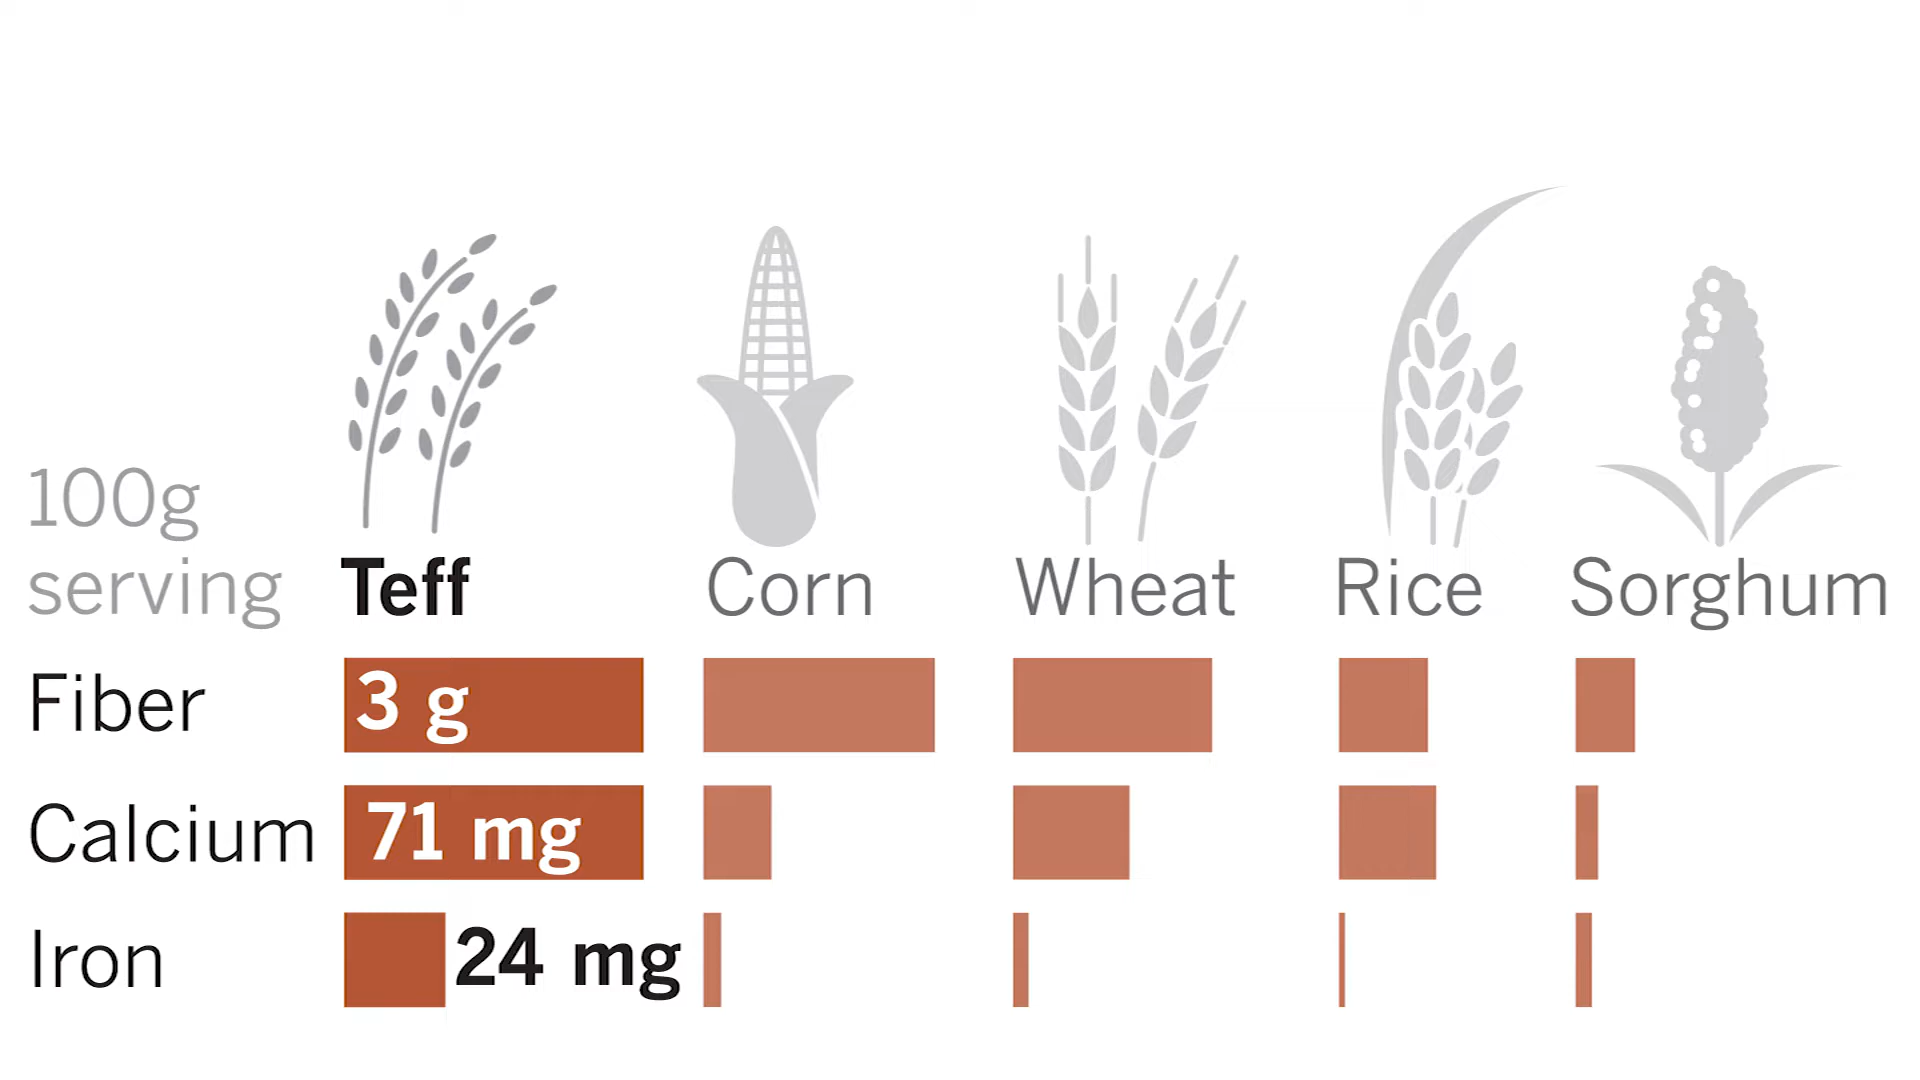 100g
serving
Teff Corn Wheat Rice Sorghum
Fiber 3 g
Calcium 71 mg
Iron 24 mg